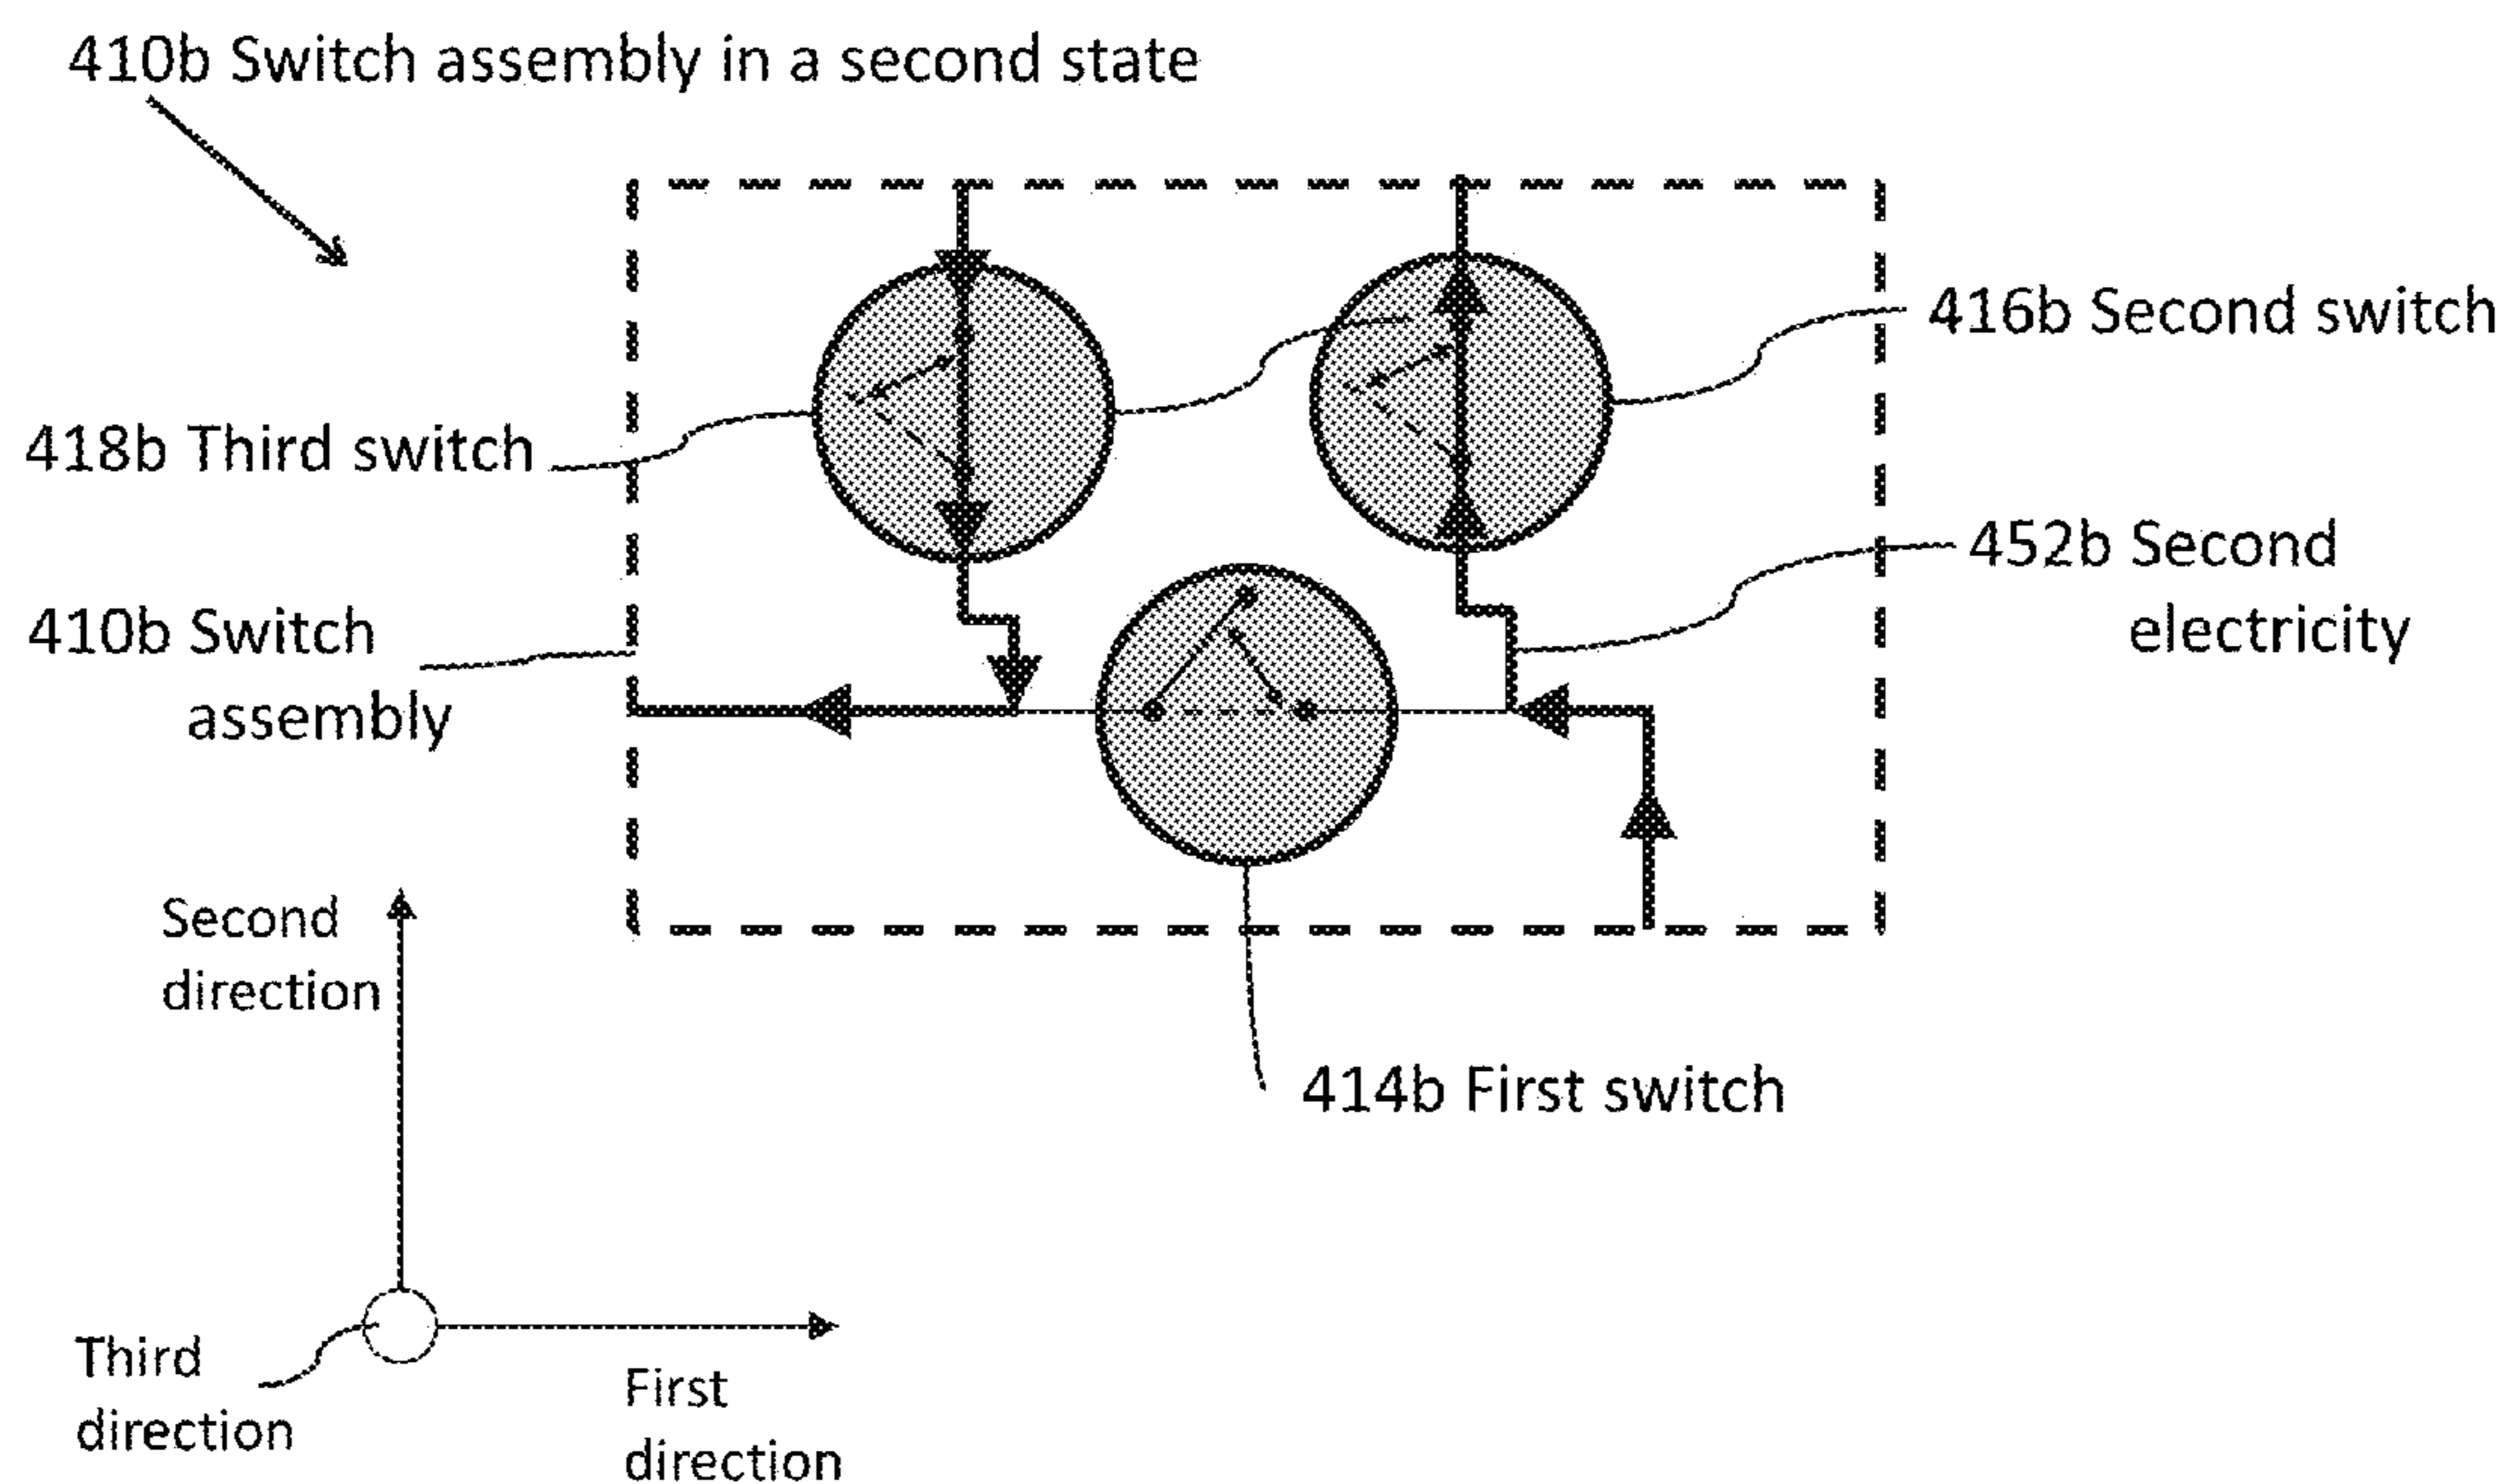 410b Switch assembly in a second state
416b Second switch
418b Third switch
452b Second
electricity
410b Switch
assembly
Second
direction
414b First switch
Third
direction
First
direction